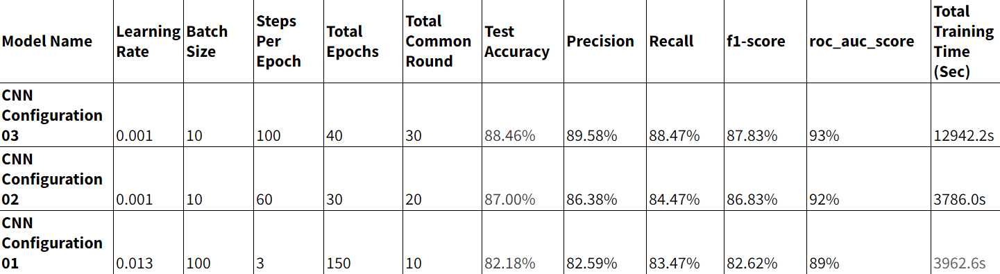 Model Name Learning Rate Batch Size Steps Per Epoch Total Epochs Total Common Round Test Accuracy Precision Recall f1-score roc_auc_score Total Training Time (Sec)
CNN Configuration 03 0.001 10 100 40 30 88.46% 89.58% 88.47% 87.83% 93% 12942.2s
CNN Configuration 02 0.001 10 60 30 20 87.00% 86.38% 84.47% 86.83% 92% 3786.0s
CNN Configuration 01 0.013 100 3 150 10 82.18% 82.59% 83.47% 82.62% 89% 3962.6s